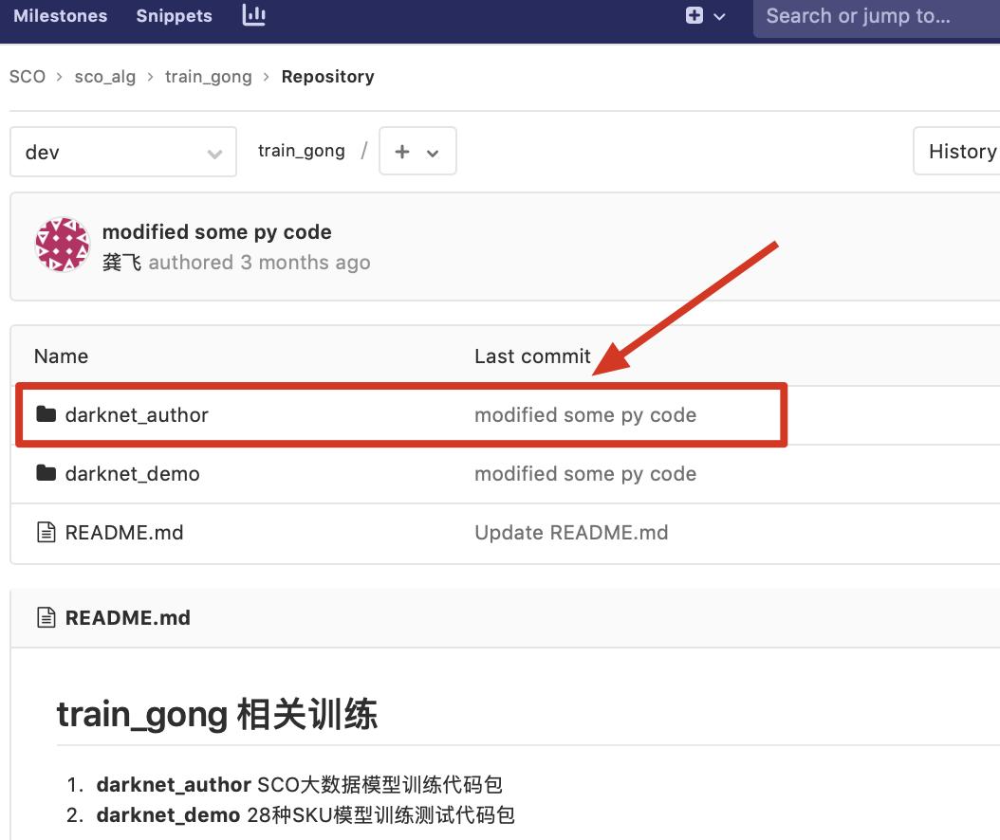 Milestones Snippets Search or jump to...
SCO > sco_alg > train_gong > Repository
dev train_gong / + History
modified some py code
龚飞 authored 3 months ago
Name Last commit
darknet_author modified some py code
darknet_demo modified some py code
README.md Update README.md
README.md
train_gong 相关训练
1. darknet_author SCO大数据模型训练代码包
2. darknet_demo 28种SKU模型训练测试代码包